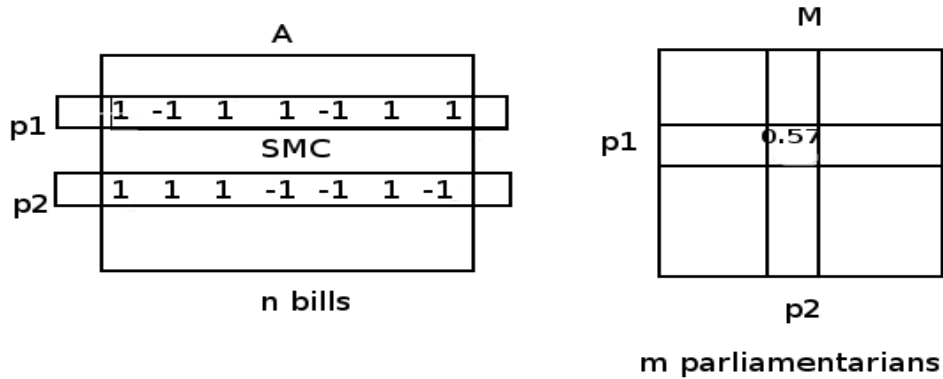 A
p1 1 -1 1 1 -1 1 1
SMC
p2 1 1 1 -1 -1 1 -1
n bills
M
p1 0.57
p2
m parliamentarians